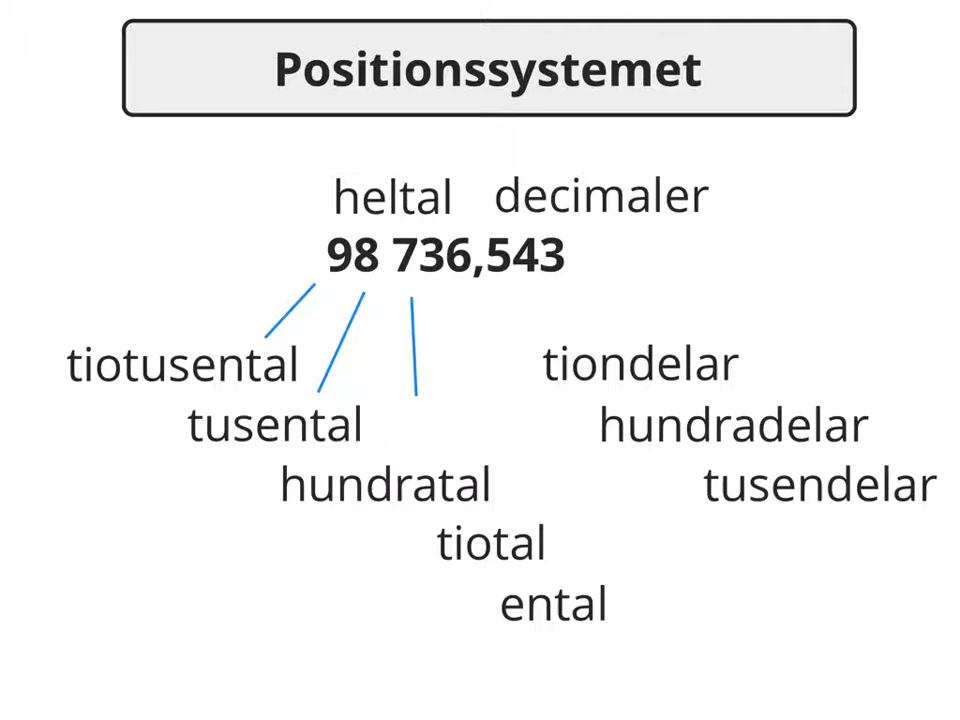 Positionssystemet
heltal decimaler
98 736,543
tiotusental tiondelar
tusental hundradelar
hundratal tusendelar
tiotal
ental